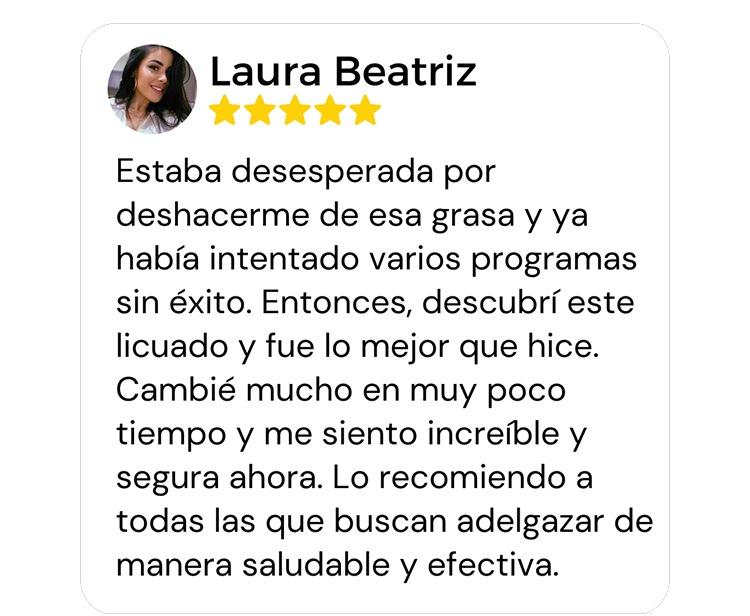 Laura Beatriz
Estaba desesperada por
deshacerme de esa grasa y ya
había intentado varios programas
sin éxito. Entonces, descubrí este
licuado y fue lo mejor que hice.
Cambié mucho en muy poco
tiempo y me siento increíble y
segura ahora. Lo recomiendo a
todas las que buscan adelgazar de
manera saludable y efectiva.